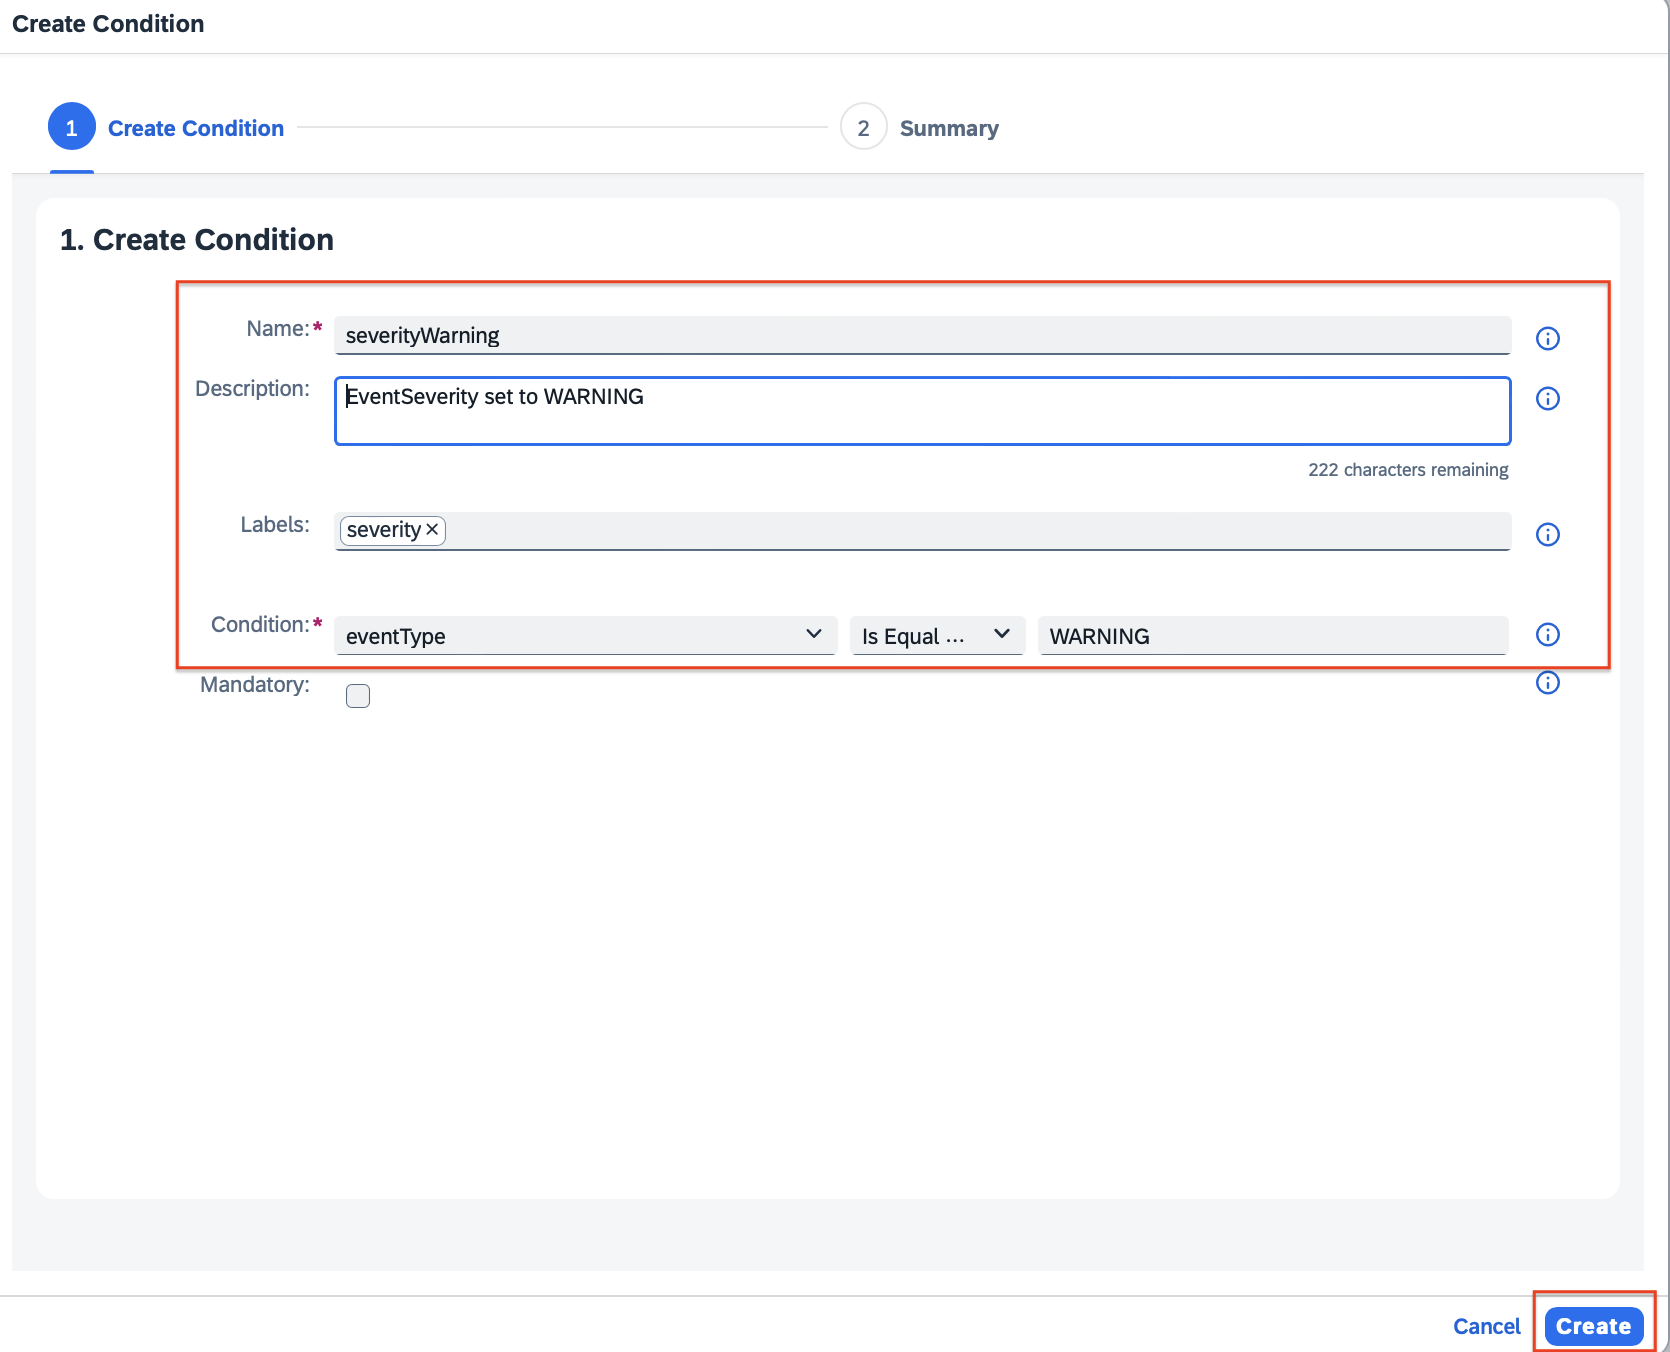 Create Condition
1 Create Condition 2 Summary
1. Create Condition
Name:* severityWarning
Description: EventSeverity set to WARNING
222 characters remaining
Labels: severity
Condition:* eventType Is Equal ... WARNING
Mandatory:
Cancel Create